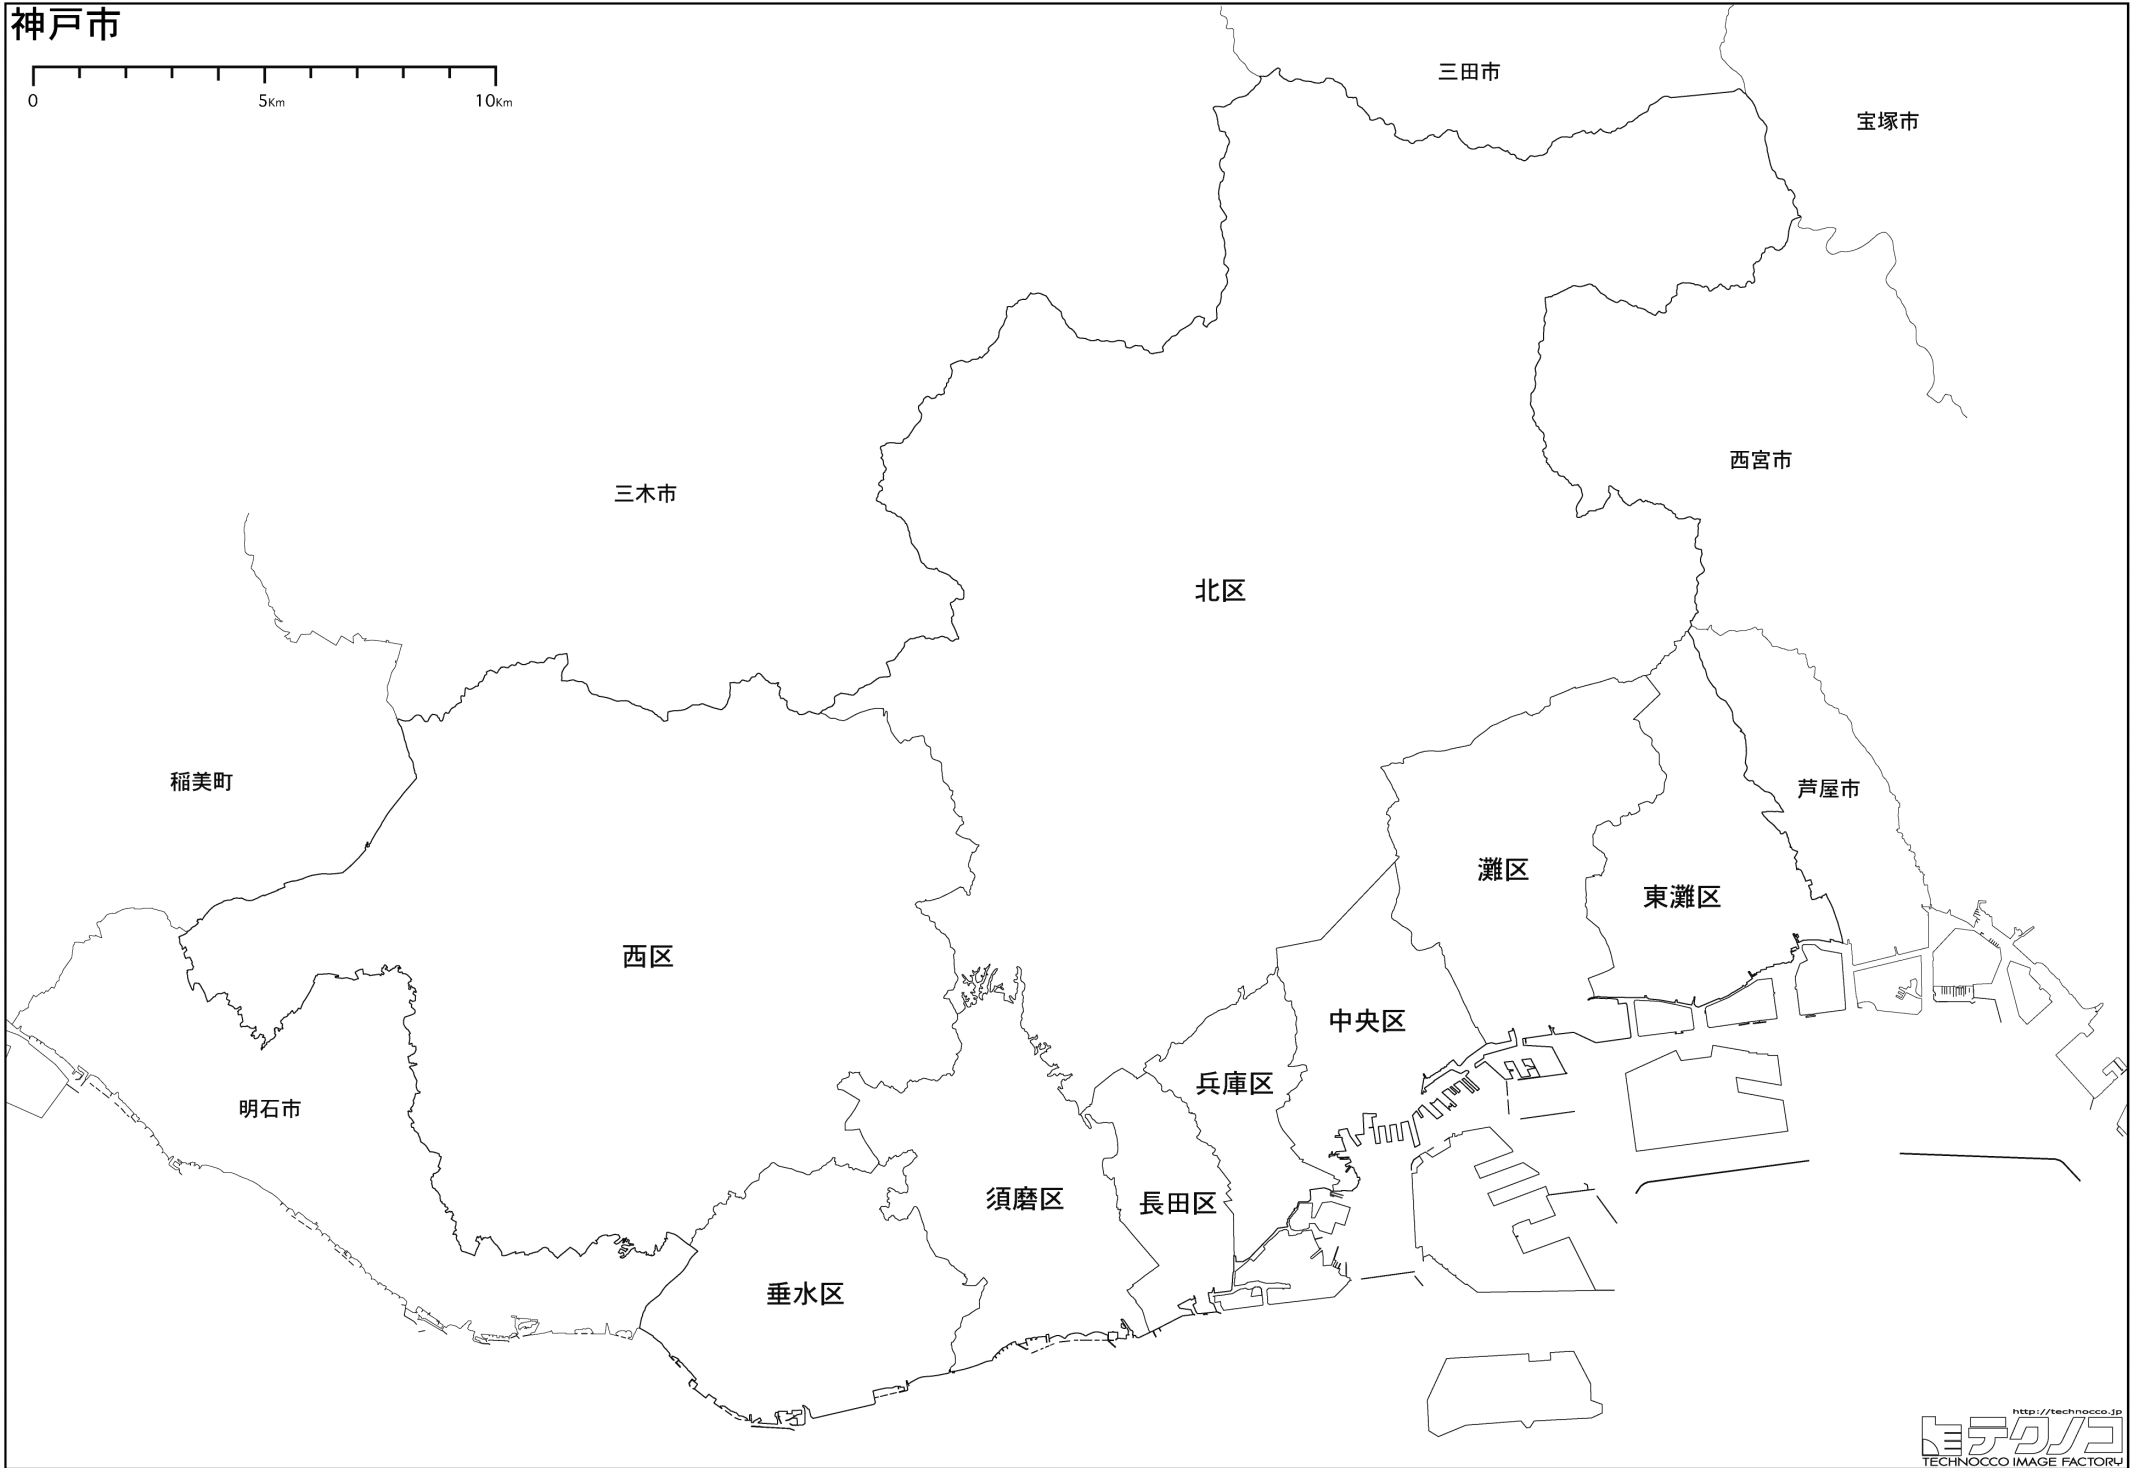 神戸市
0 5Km 10Km
三田市
宝塚市
西宮市
三木市
北区
稲美町
芦屋市
灘区
東灘区
西区
中央区
兵庫区
明石市
須磨区
長田区
垂水区
http://technocco.jp
テクノコ
TECHNOCCO IMAGE FACTORY